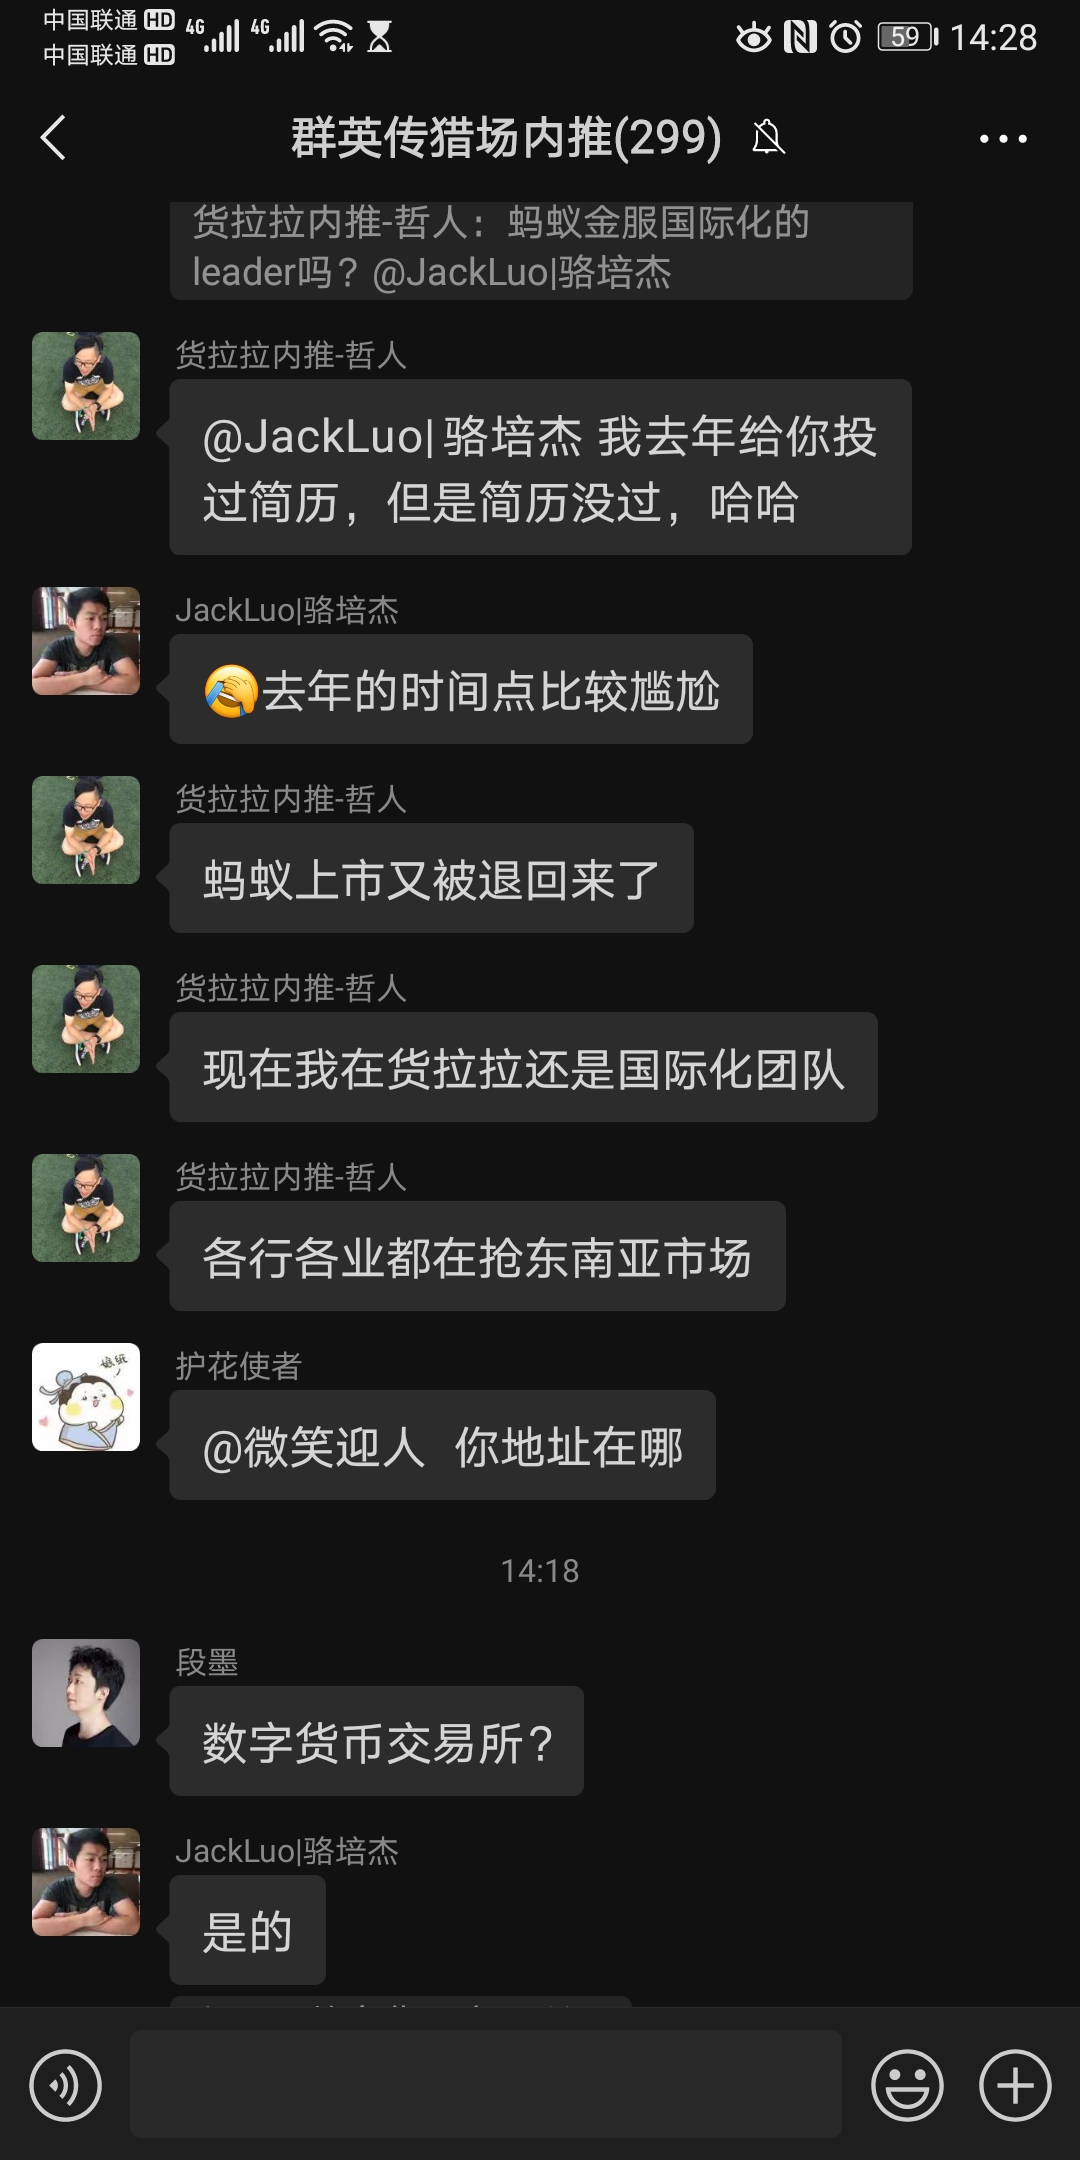 中国联通 HD 4G 4G 59 14:28
中国联通 HD
群英传猎场内推(299)
货拉拉内推-哲人：蚂蚁金服国际化的
leader吗？@JackLuo|骆培杰
货拉拉内推-哲人
@JackLuo|骆培杰 我去年给你投
过简历，但是简历没过，哈哈
JackLuo|骆培杰
去年的时间点比较尴尬
货拉拉内推-哲人
蚂蚁上市又被退回来了
货拉拉内推-哲人
现在我在货拉拉还是国际化团队
货拉拉内推-哲人
各行各业都在抢东南亚市场
护花使者
@微笑迎人 你地址在哪
14:18
段墨
数字货币交易所？
JackLuo|骆培杰
是的